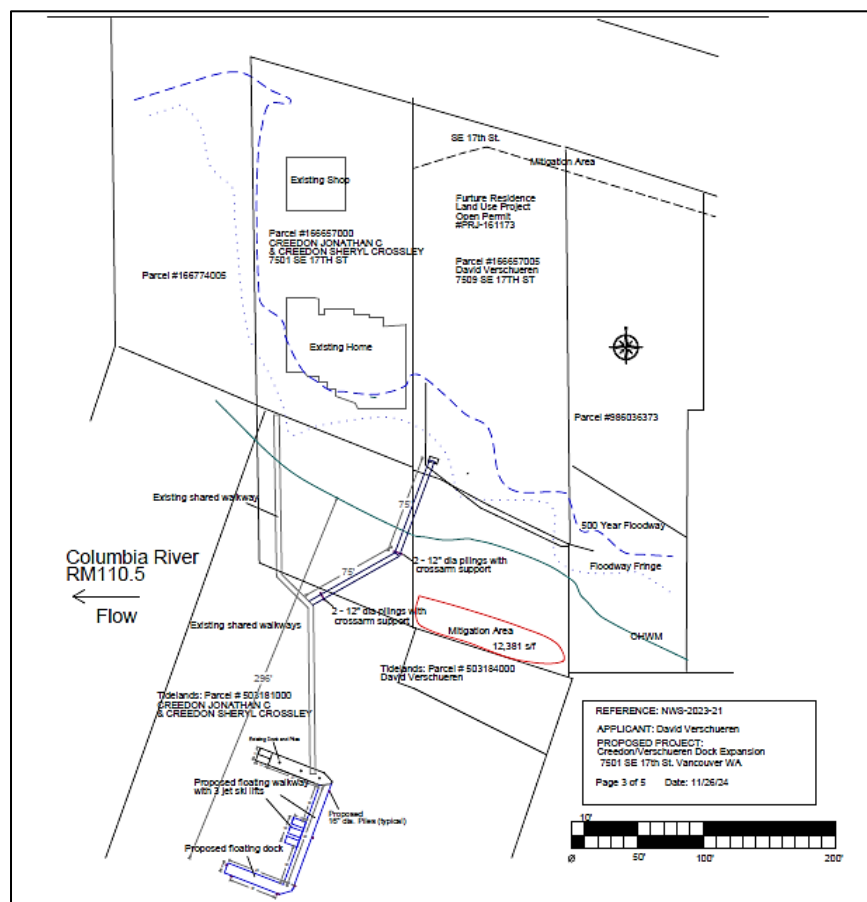 SE 17th St.
Mitigation Area
Existing Shop
Furture Residence
Land Use Project
Open Permit
#PRJ-161173
Parcel #166657000
CREEDON JONATHAN C
& CREEDON SHERYL CROSSLEY
7501 SE 17TH ST
Parcel #166657005
David Verschueren
7509 SE 17TH ST
Parcel #166774005
Existing Home
Parcel #986036373
Existing shared walkway
75'
500 Year Floodway
Columbia River
RM110.5
Flow
2 - 12" dia pilings with
crossarm support
Floodway Fringe
75'
2 - 12" dia pilings with
crossarm support
Existing shared walkways
Mitigation Area
12,381 s/f
OHWM
296'
Tidelands: Parcel # 503184000
David Verschueren
Tidelands: Parcel # 503181000
CREEDON JONATHAN C
& CREEDON SHERYL CROSSLEY
Existing Dock and Piles
Proposed floating walkway
with 3 jet ski lifts
Proposed
16" dia. Piles (typical)
Proposed floating dock
REFERENCE: NWS-2023-21
APPLICANT: David Verschueren
PROPOSED PROJECT:
Creedon/Verschueren Dock Expansion
7501 SE 17th St. Vancouver WA
Page 3 of 5 Date: 11/26/24
10'
0 50' 100' 200'